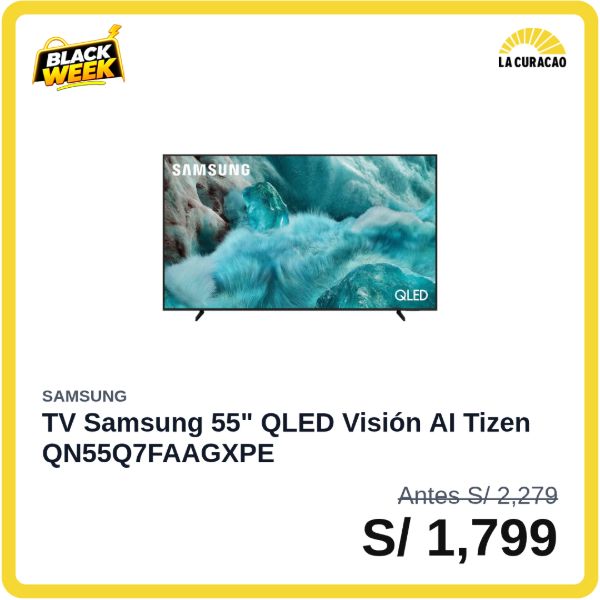 BLACK
WEEK
LA CURACAO
SAMSUNG
QLED
SAMSUNG
TV Samsung 55" QLED Visión AI Tizen
QN55Q7FAAGXPE
Antes S/ 2,279
S/ 1,799